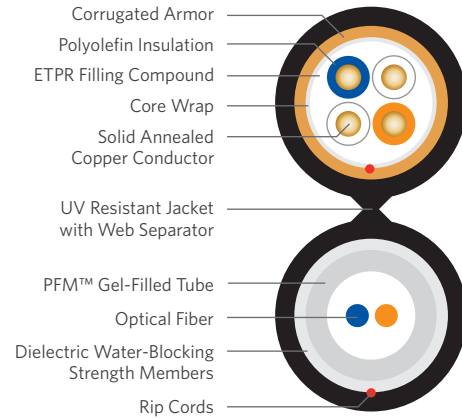 Corrugated Armor
Polyolefin Insulation
ETPR Filling Compound
Core Wrap
Solid Annealed
Copper Conductor
UV Resistant Jacket
with Web Separator
PFM™ Gel-Filled Tube
Optical Fiber
Dielectric Water-Blocking
Strength Members
Rip Cords